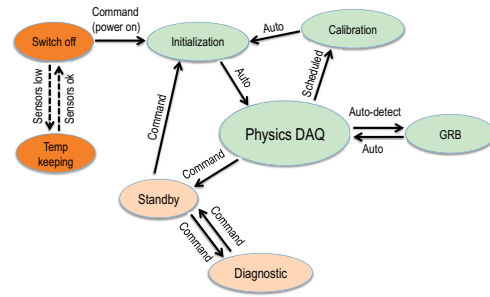 Command
(power on)
Switch off
Initialization
Auto
Calibration
Sensors low
Sensors ok
Auto
Scheduled
Temp
keeping
Command
Physics DAQ
Auto-detect
GRB
Auto
Command
Standby
Command
Command
Diagnostic